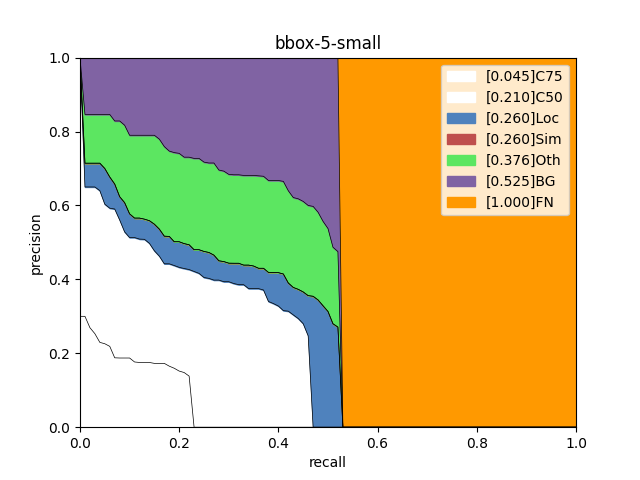 bbox-5-small
1.0
0.8
0.6
0.4
0.2
0.0
precision
[0.045]C75
[0.210]C50
[0.260]Loc
[0.260]Sim
[0.376]Oth
[0.525]BG
[1.000]FN
0.0 0.2 0.4 0.6 0.8 1.0
recall